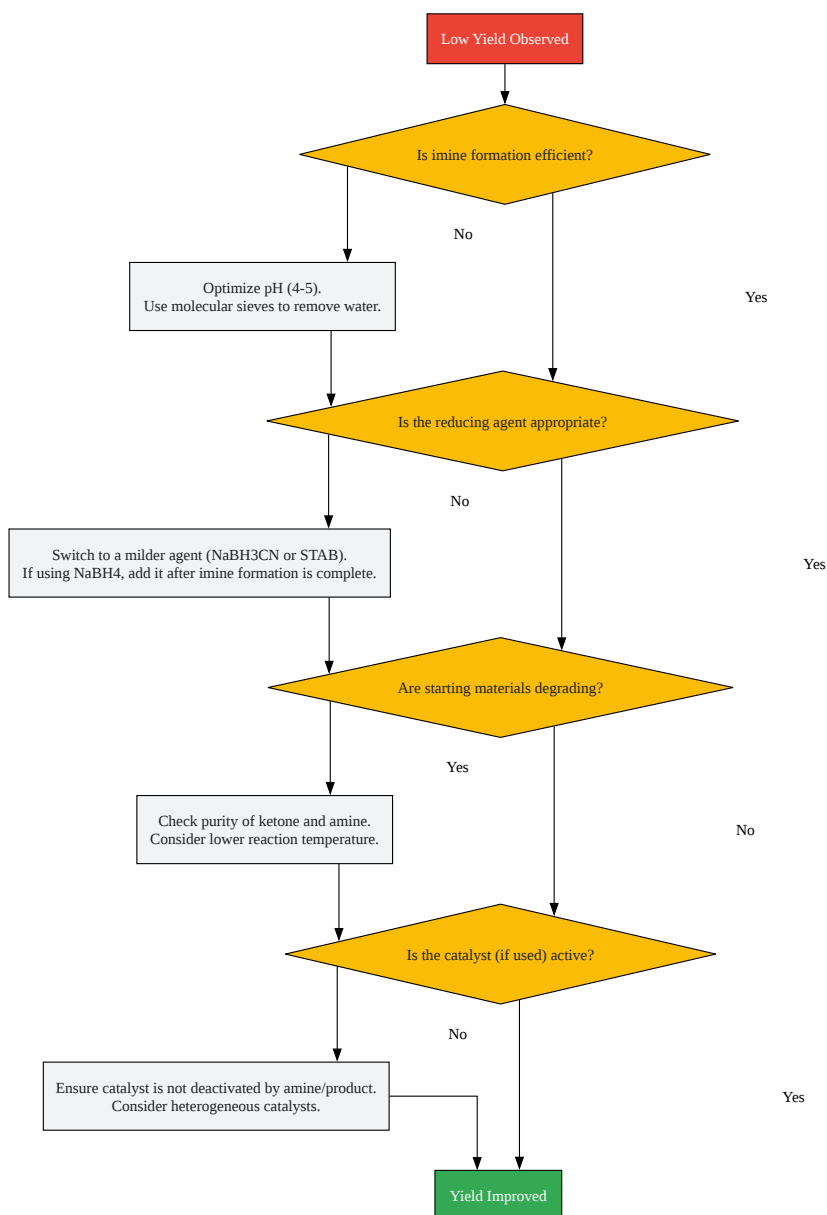 Low Yield Observed
Is imine formation efficient?
No
Optimize pH (4-5).
Use molecular sieves to remove water.
Yes
Is the reducing agent appropriate?
No
Switch to a milder agent (NaBH3CN or STAB).
If using NaBH4, add it after imine formation is complete.
Yes
Are starting materials degrading?
Yes
Check purity of ketone and amine.
Consider lower reaction temperature.
No
Is the catalyst (if used) active?
No
Ensure catalyst is not deactivated by amine/product.
Consider heterogeneous catalysts.
Yes
Yield Improved